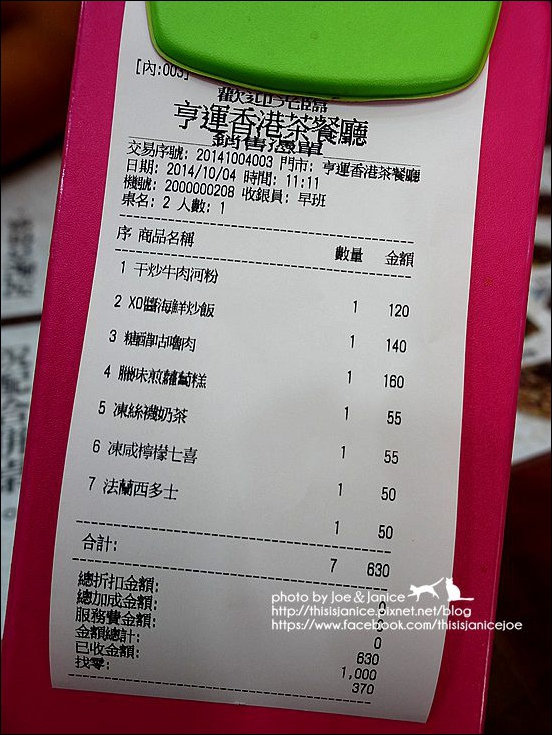 [內:003]
歡迎光臨
亨運香港茶餐廳
銷售憑單
交易序號: 20141004003 門市: 亨運香港茶餐廳
日期: 2014/10/04 時間: 11:11
機號: 2000000208 收銀員: 早班
桌名: 2 人數: 1
序 商品名稱 數量 金額
1 干炒牛肉河粉 1 120
2 XO醬海鮮炒飯 1 140
3 糖醋咕嚕肉 1 160
4 臘味煎蘿蔔糕 1 55
5 凍絲襪奶茶 1 55
6 凍咸檸檬七喜 1 50
7 法蘭西多士 1 50
合計: 7 630
總折扣金額: 0
總加成金額: 0
服務費金額: 0
金額總計: 630
已收金額: 1,000
找零: 370
photo by Joe & Janice
http://thisisjanice.pixnet.net/blog
https://www.facebook.com/thisisjanicejoe